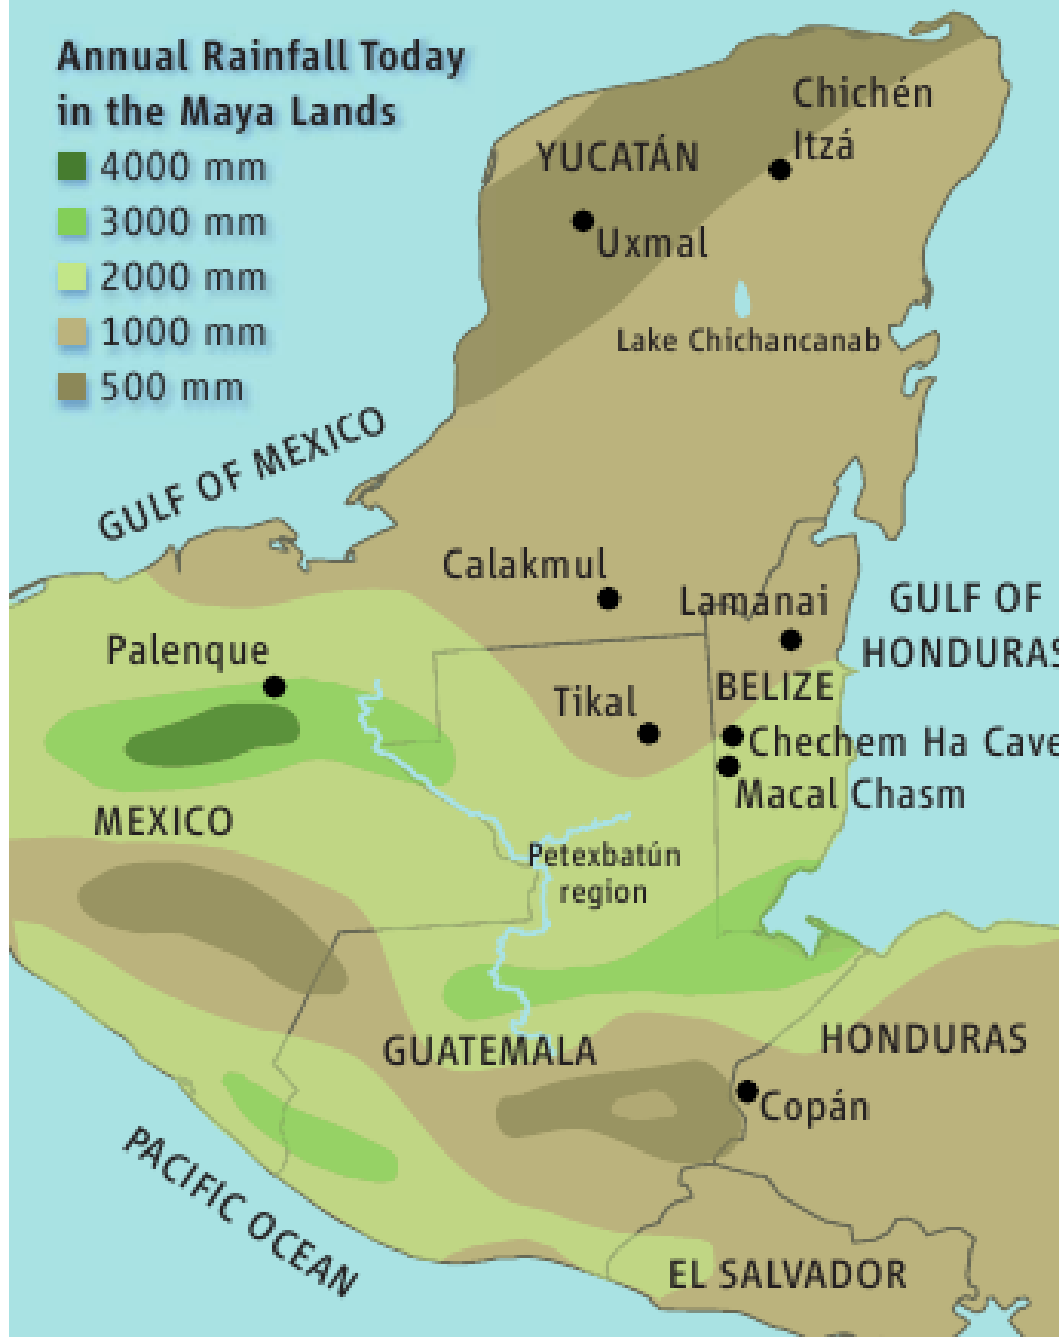 Annual Rainfall Today
in the Maya Lands
4000 mm
3000 mm
2000 mm
1000 mm
500 mm
Chichén
Itzá
YUCATÁN
Uxmal
Lake Chichancanab
GULF OF MEXICO
Calakmul
Lamanai
GULF OF
HONDURAS
Palenque
BELIZE
Tikal
Chechem Ha Cave
Macal Chasm
MEXICO
Petexbatún
region
GUATEMALA
HONDURAS
Copán
PACIFIC OCEAN
EL SALVADOR